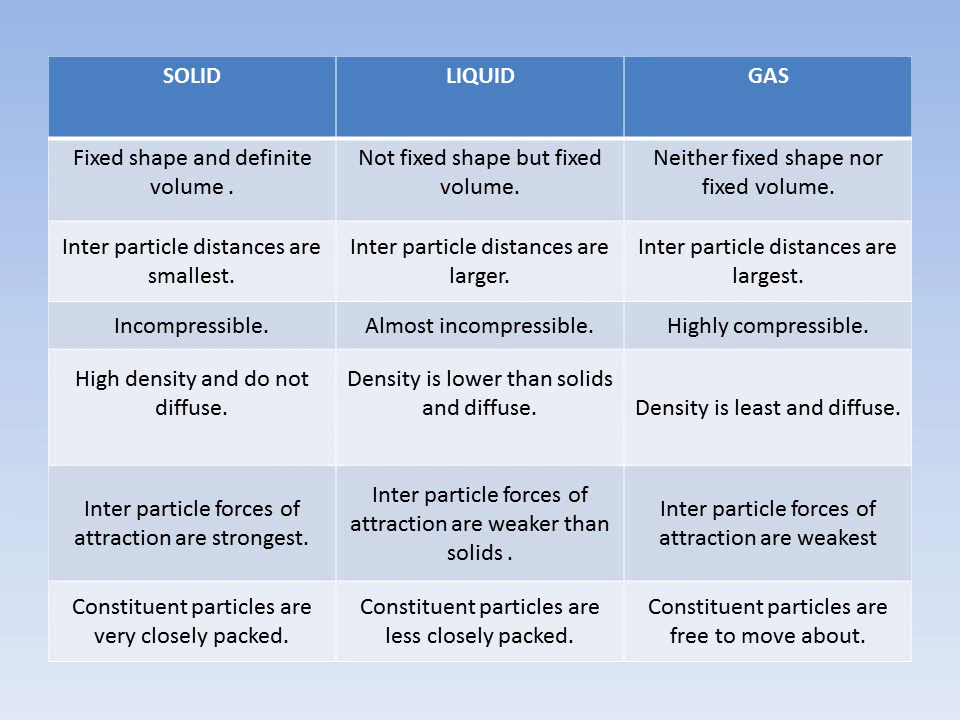 SOLID
LIQUID
GAS
Fixed shape and definite
volume .
Not fixed shape but fixed
volume.
Neither fixed shape nor
fixed volume.
Inter particle distances are
smallest.
Inter particle distances are
larger.
Inter particle distances are
largest.
Incompressible.
Almost incompressible.
Highly compressible.
High density and do not
diffuse.
Density is lower than solids
and diffuse.
Density is least and diffuse.
Inter particle forces of
attraction are strongest.
Inter particle forces of
attraction are weaker than
solids .
Inter particle forces of
attraction are weakest
Constituent particles are
very closely packed.
Constituent particles are
less closely packed.
Constituent particles are
free to move about.